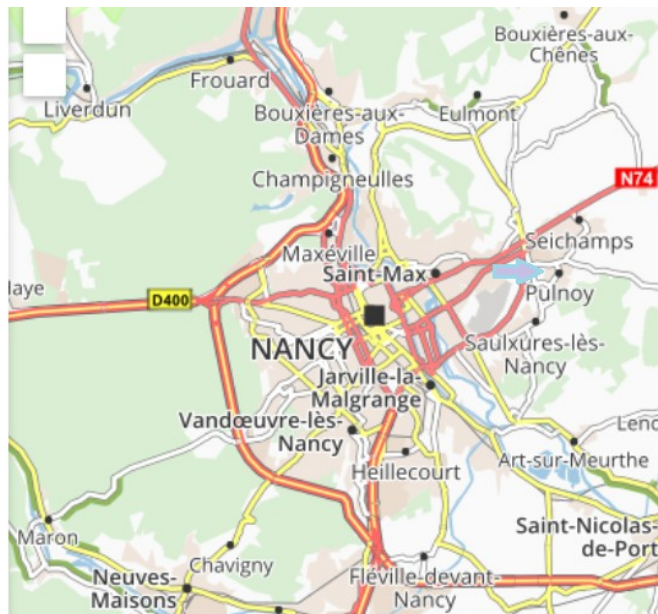 Bouxières-aux-
Chênes
Frouard
Liverdun
Bouxières-aux-
Dames
Eulmont
Champigneulles
N74
Maxéville
Seichamps
Saint-Max
Pulnoy
D400
NANCY
Saulxures-lès-
Nancy
Jarville-la-
Malgrange
Vandœuvre-lès-
Nancy
Heillecourt
Art-sur-Meurthe
Maron
Chavigny
Saint-Nicolas-
de-Port
Neuves-
Maisons
Fléville-devant-
Nancy